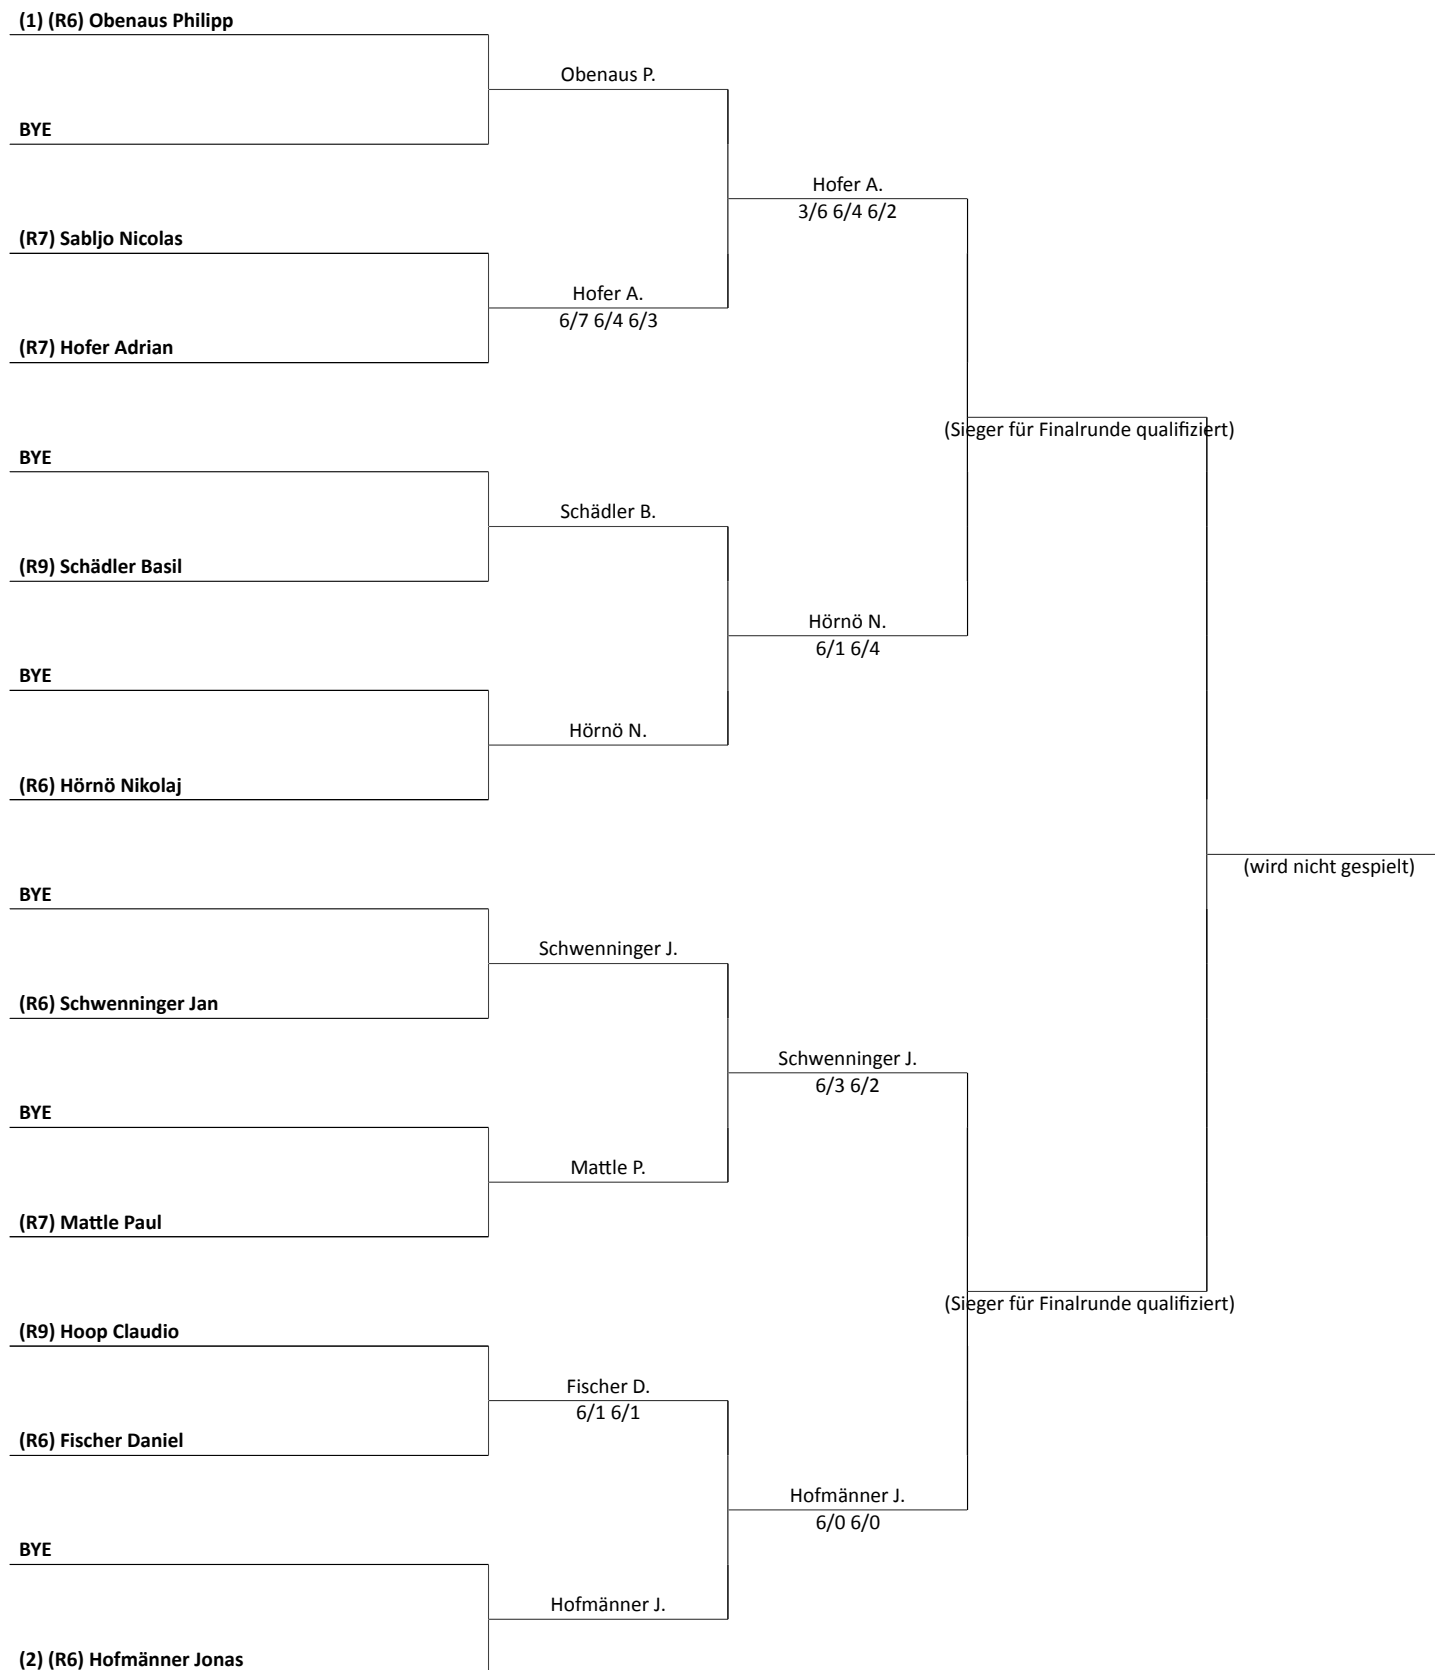 (1) (R6) Obenaus Philipp
Obenaus P.
BYE
Hofer A.
3/6 6/4 6/2
(R7) Sabljo Nicolas
Hofer A.
6/7 6/4 6/3
(R7) Hofer Adrian
(Sieger für Finalrunde qualifiziert)
BYE
Schädler B.
(R9) Schädler Basil
Hörnö N.
6/1 6/4
BYE
Hörnö N.
(R6) Hörnö Nikolaj
(wird nicht gespielt)
BYE
Schwenninger J.
(R6) Schwenninger Jan
Schwenninger J.
6/3 6/2
BYE
Mattle P.
(R7) Mattle Paul
(Sieger für Finalrunde qualifiziert)
(R9) Hoop Claudio
Fischer D.
6/1 6/1
(R6) Fischer Daniel
Hofmänner J.
6/0 6/0
BYE
Hofmänner J.
(2) (R6) Hofmänner Jonas